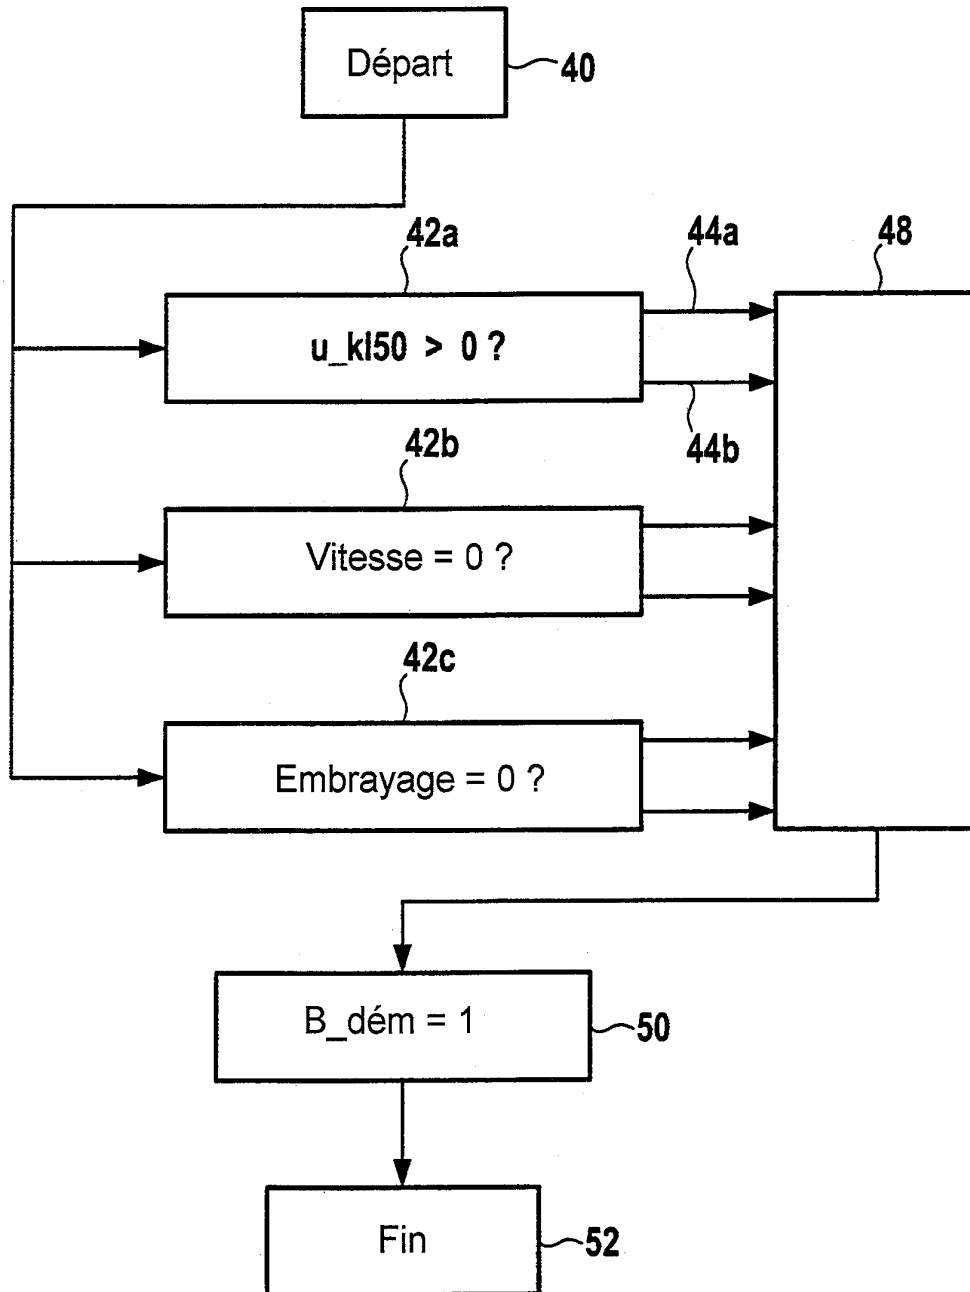 Départ
40
42a
44a
48
u_kl50 > 0 ?
44b
42b
Vitesse = 0 ?
42c
Embrayage = 0 ?
B_dém = 1
50
Fin
52